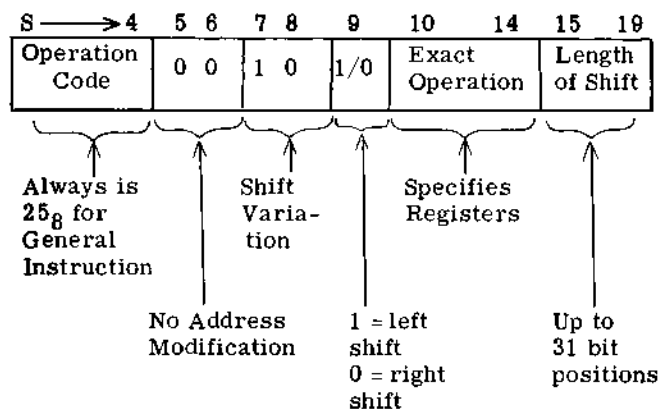 S → 4 5 6 7 8 9 10 14 15 19
Operation Code 0 0 1 0 1/0 Exact Operation Length of Shift
Always is
25₈ for
General
Instruction
Shift
Varia-
tion
Specifies
Registers
No Address
Modification
1 = left
shift
0 = right
shift
Up to
31 bit
positions